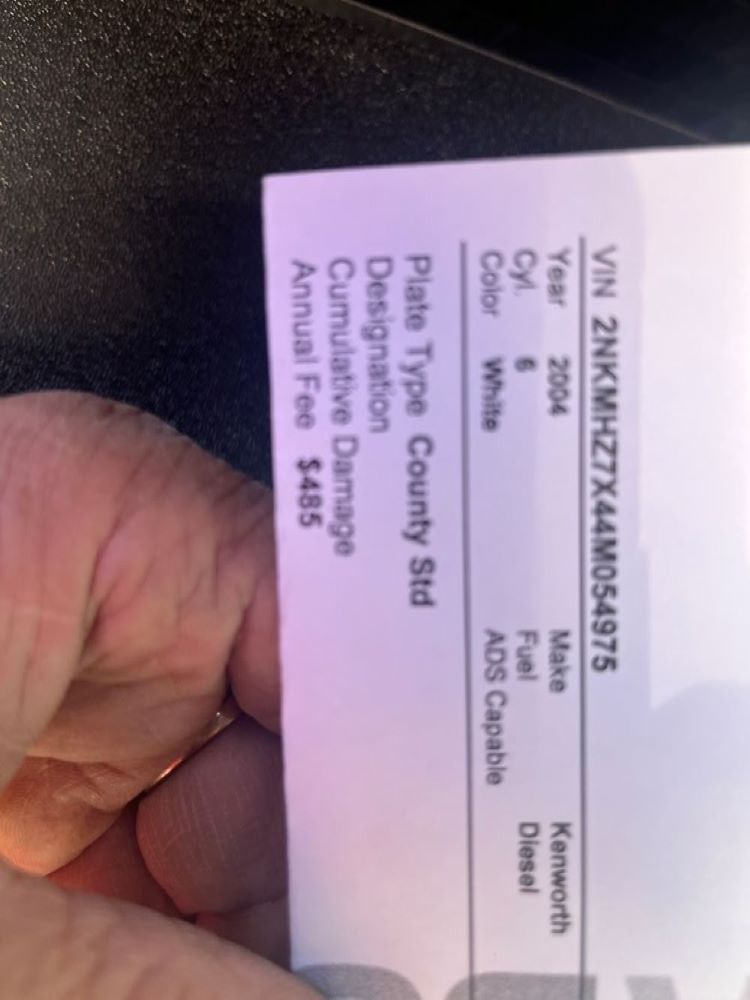 VIN 2NKMHZ7X44M054975
Year 2004 Make Kenworth
Cyl. 6 Fuel Diesel
Color White ADS Capable
Plate Type County Std
Designation
Cumulative Damage
Annual Fee $485